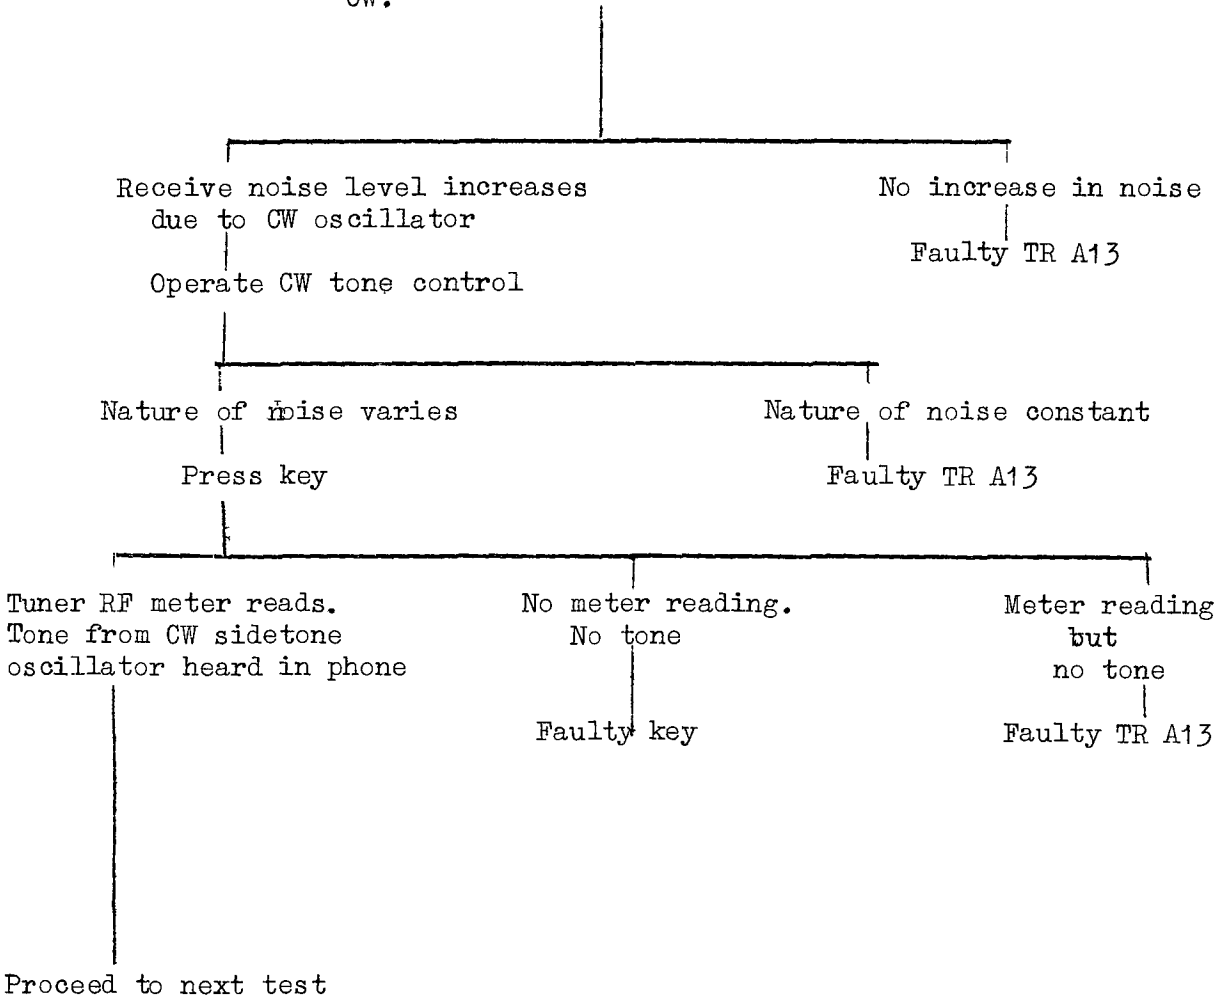 CW.
Receive noise level increases
due to CW oscillator
No increase in noise
Faulty TR A13
Operate CW tone control
Nature of noise varies
Nature of noise constant
Press key
Faulty TR A13
Tuner RF meter reads.
Tone from CW sidetone
oscillator heard in phone
No meter reading.
No tone
Meter reading
but
no tone
Faulty key
Faulty TR A13
Proceed to next test